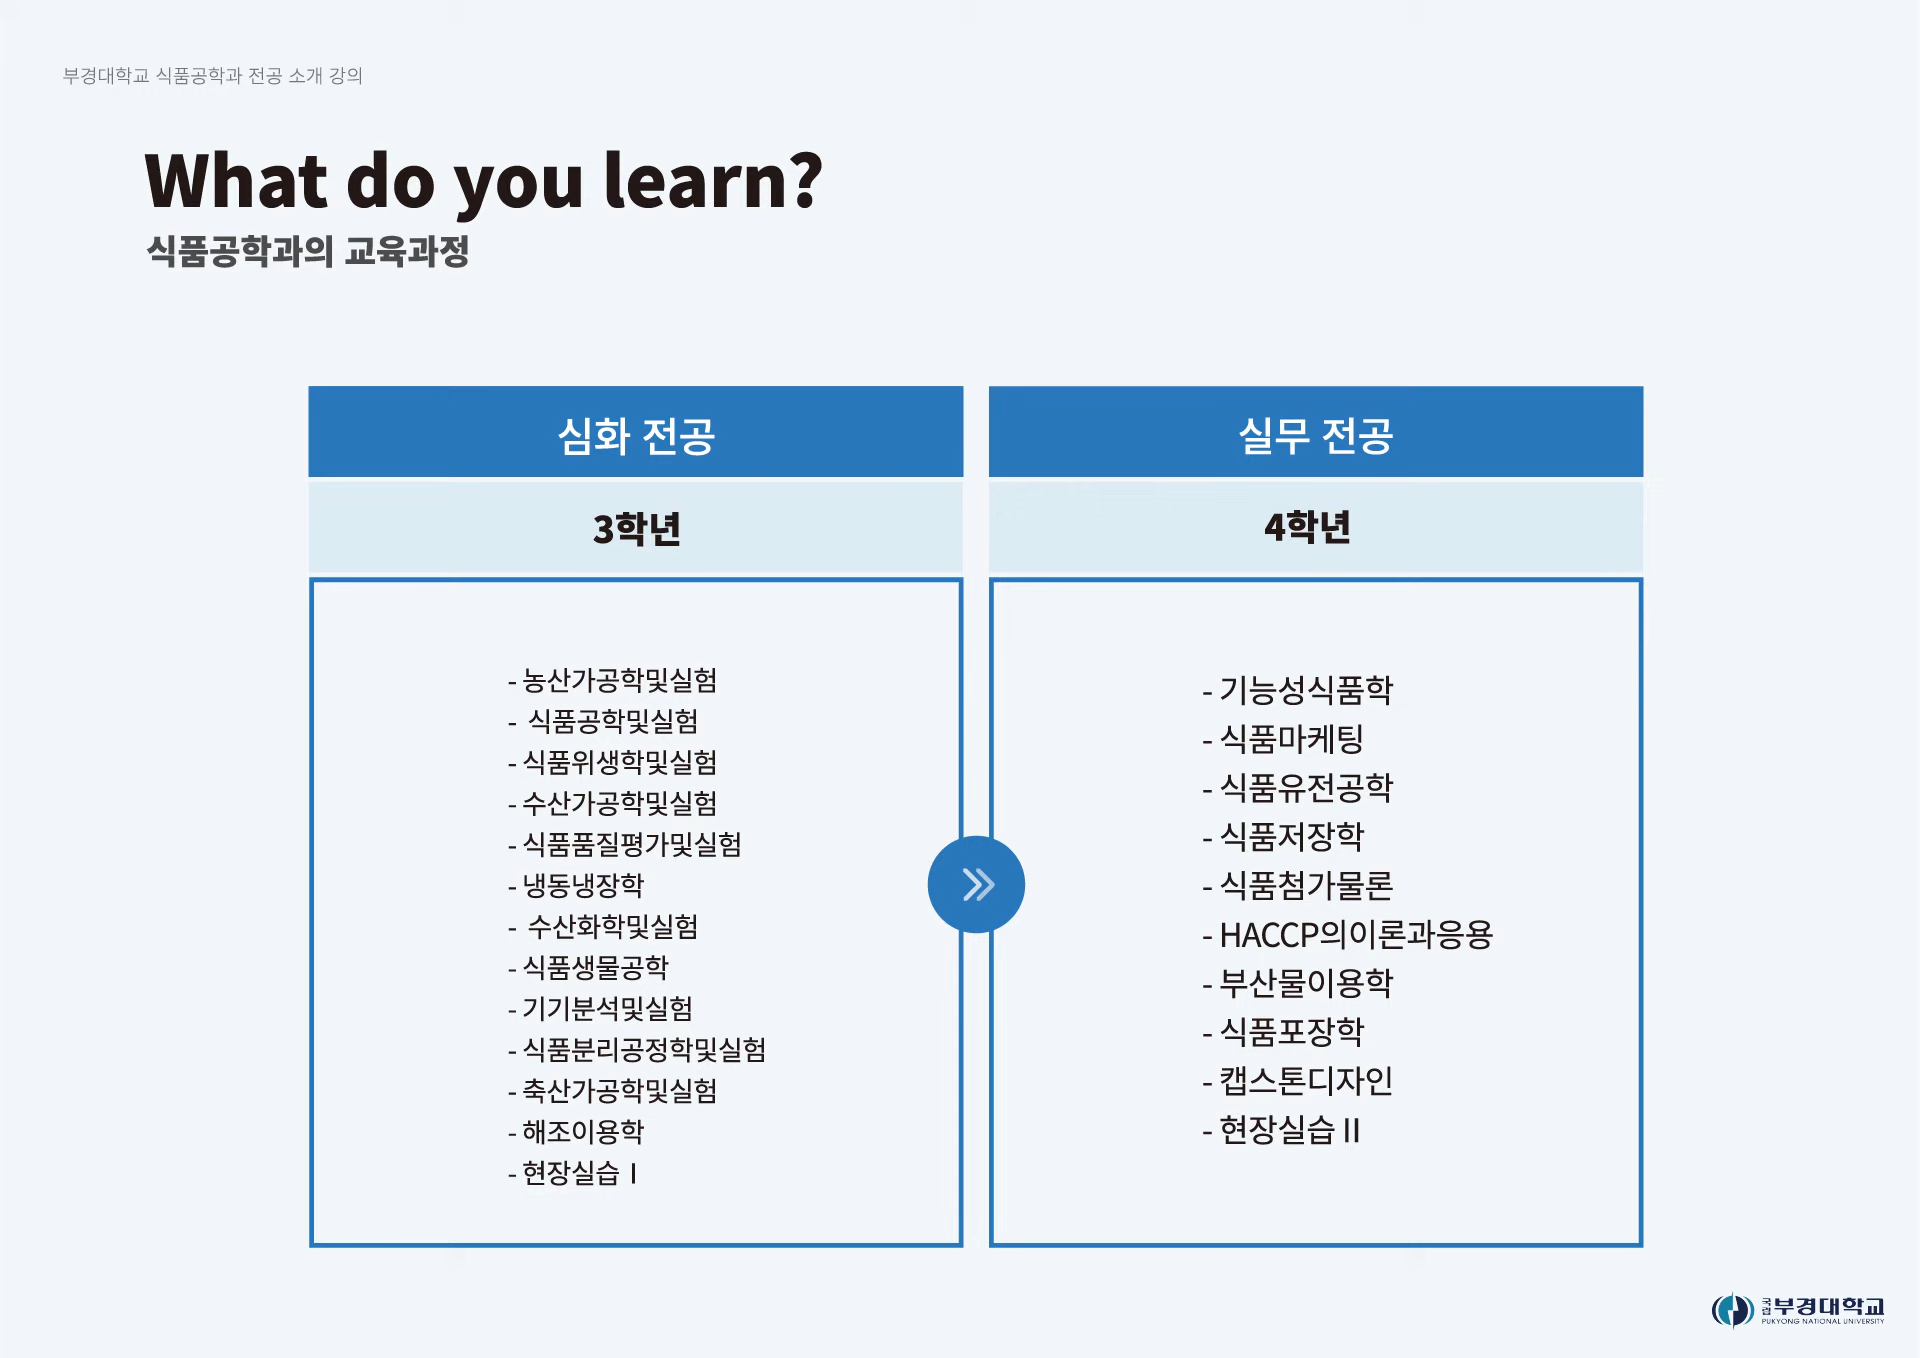 부경대학교 식품공학과 전공 소개 강의
What do you learn?
식품공학과의 교육과정
심화 전공
3학년
- 농산가공학및실험
- 식품공학및실험
- 식품위생학및실험
- 수산가공학및실험
- 식품품질평가및실험
- 냉동냉장학
- 수산화학및실험
- 식품생물공학
- 기기분석및실험
- 식품분리공정학및실험
- 축산가공학및실험
- 해조이용학
- 현장실습 I
실무 전공
4학년
- 기능성식품학
- 식품마케팅
- 식품유전공학
- 식품저장학
- 식품첨가물론
- HACCP의이론과응용
- 부산물이용학
- 식품포장학
- 캡스톤디자인
- 현장실습 II
국립부경대학교
PUKYONG NATIONAL UNIVERSITY